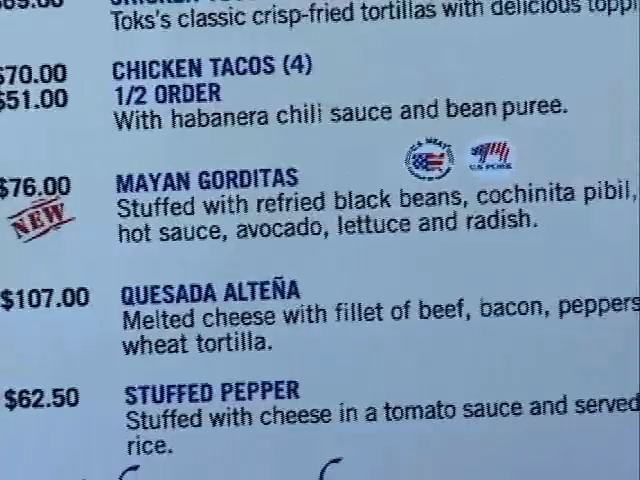 Toks's classic crisp-fried tortillas with delicious toppi
$70.00 CHICKEN TACOS (4)
$51.00 1/2 ORDER
With habanera chili sauce and bean puree.
U.S. MEAT
U.S. PORK
$76.00 MAYAN GORDITAS
NEW
Stuffed with refried black beans, cochinita pibil,
hot sauce, avocado, lettuce and radish.
$107.00 QUESADA ALTEÑA
Melted cheese with fillet of beef, bacon, peppers
wheat tortilla.
$62.50 STUFFED PEPPER
Stuffed with cheese in a tomato sauce and served
rice.